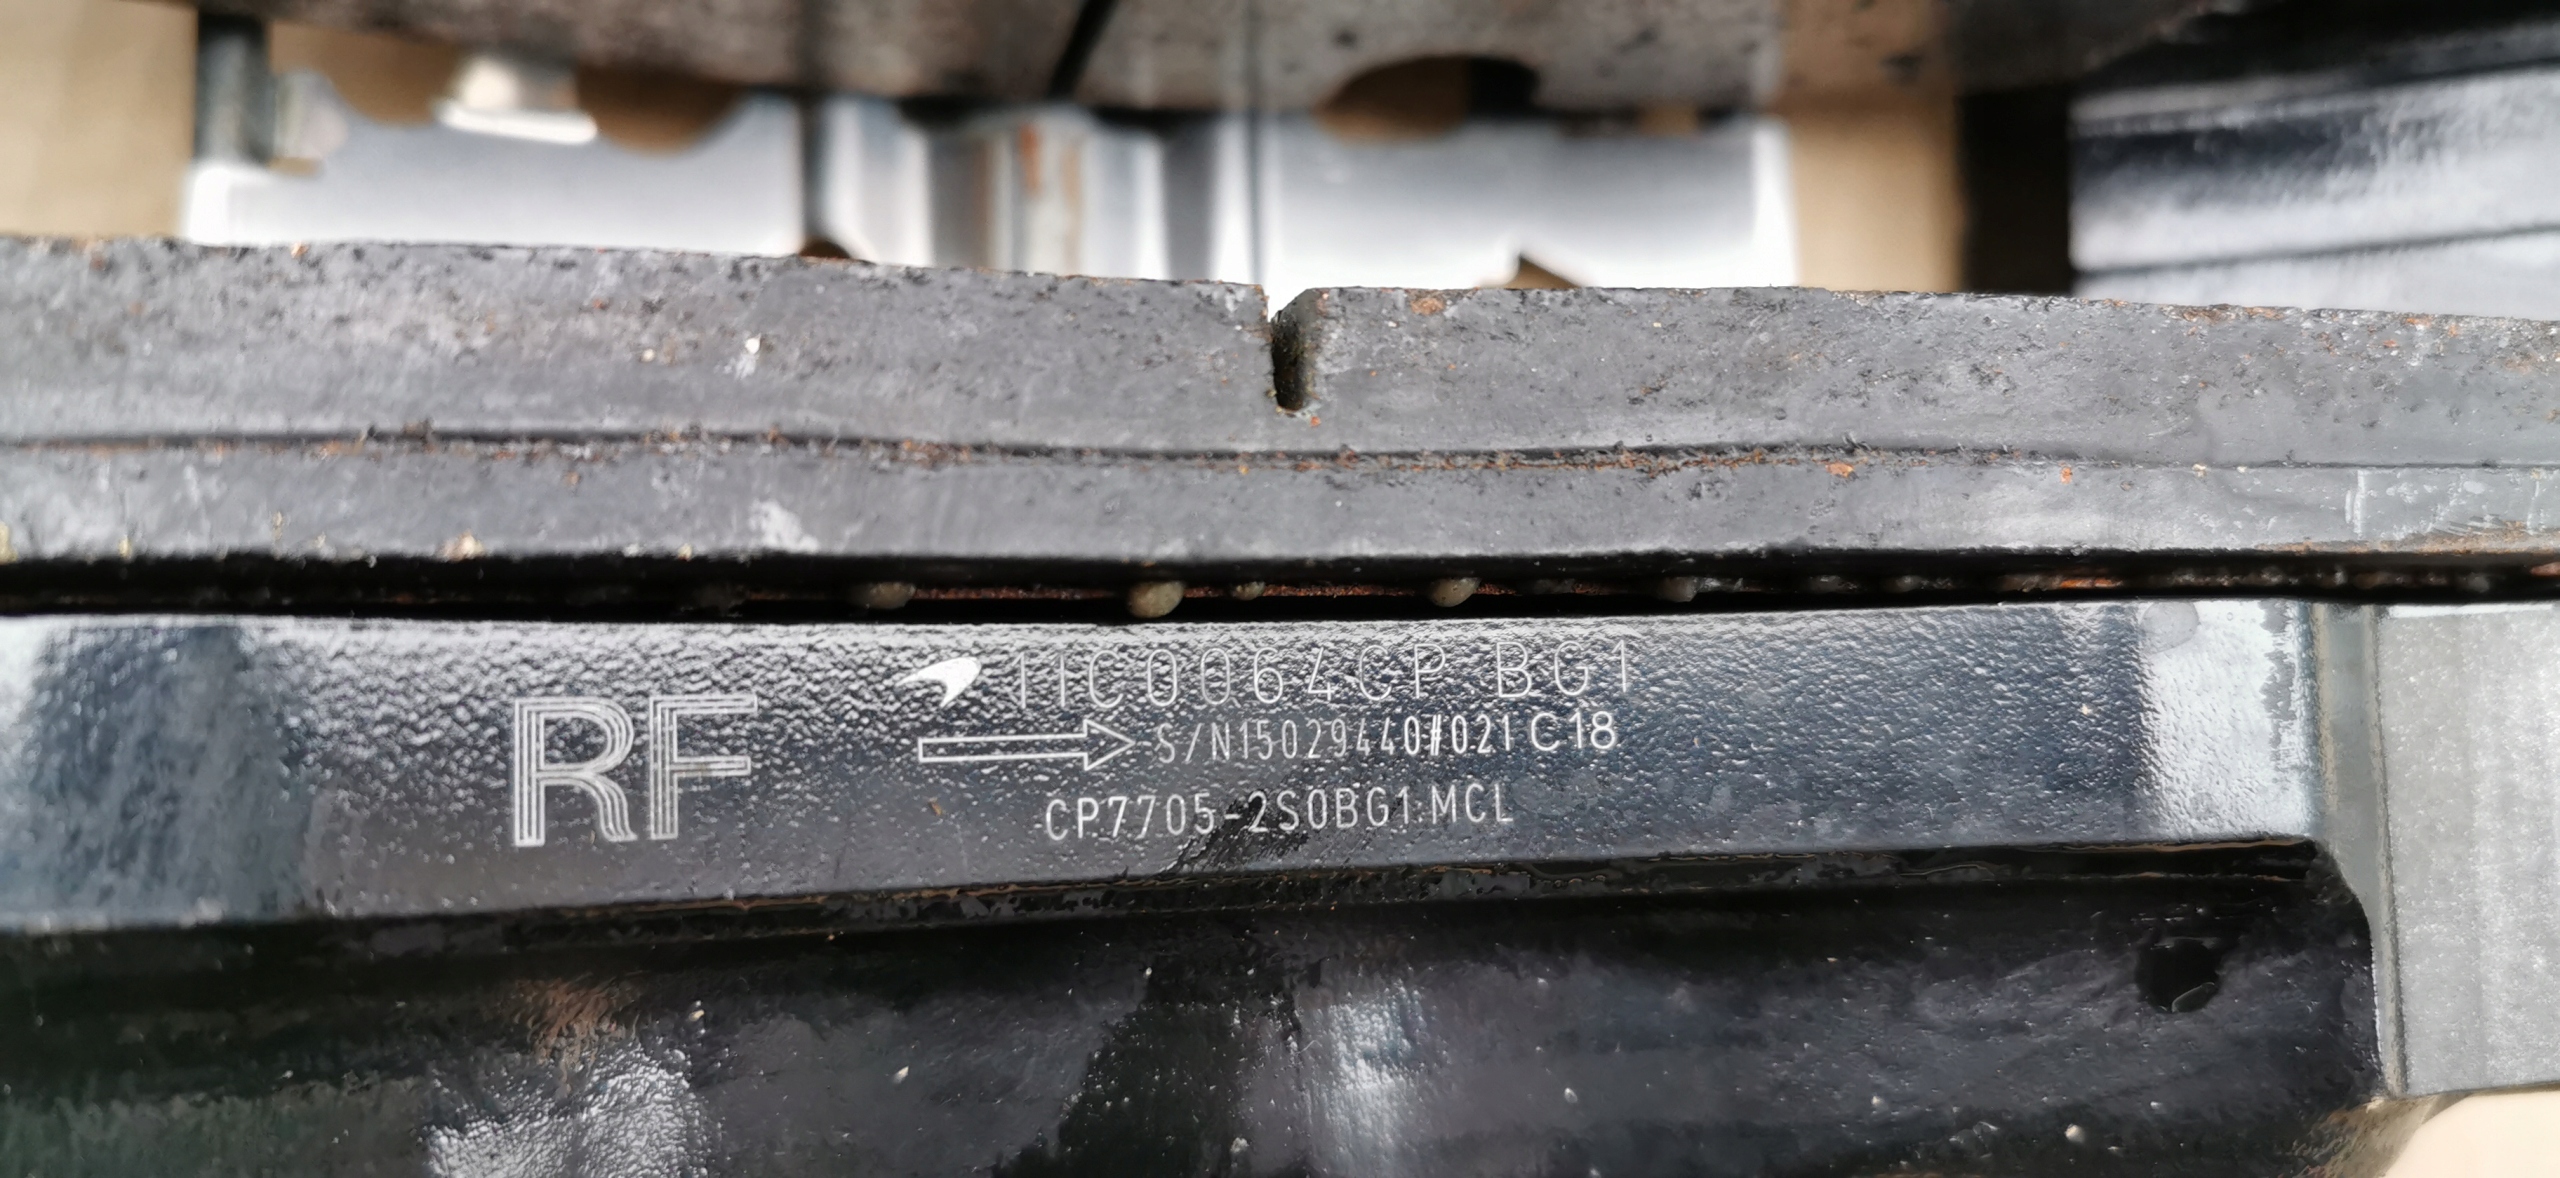 RF
11C0064CP.BG1
S/N15029440#021 C18
CP7705-2S0BG1.MCL